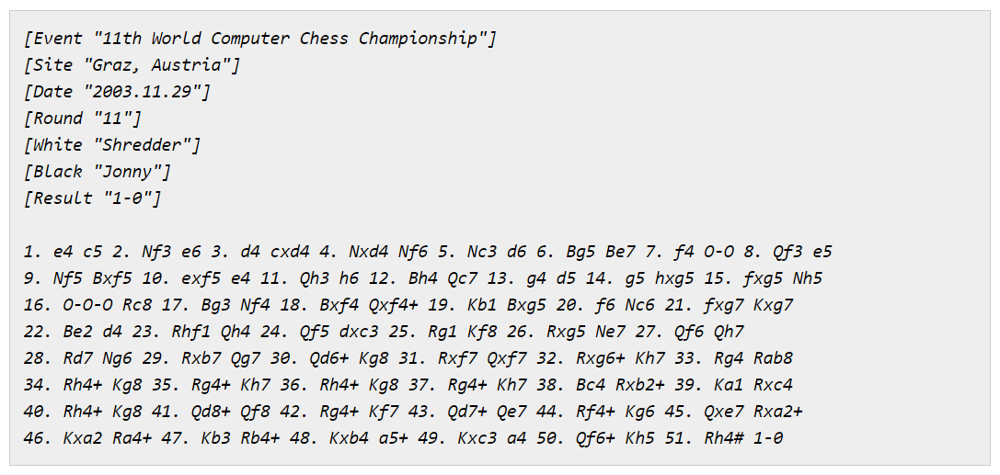 [Event "11th World Computer Chess Championship"]
[Site "Graz, Austria"]
[Date "2003.11.29"]
[Round "11"]
[White "Shredder"]
[Black "Jonny"]
[Result "1-0"]
1. e4 c5 2. Nf3 e6 3. d4 cxd4 4. Nxd4 Nf6 5. Nc3 d6 6. Bg5 Be7 7. f4 O-O 8. Qf3 e5
9. Nf5 Bxf5 10. exf5 e4 11. Qh3 h6 12. Bh4 Qc7 13. g4 d5 14. g5 hxg5 15. fxg5 Nh5
16. O-O-O Rc8 17. Bg3 Nf4 18. Bxf4 Qxf4+ 19. Kb1 Bxg5 20. f6 Nc6 21. fxg7 Kxg7
22. Be2 d4 23. Rhf1 Qh4 24. Qf5 dxc3 25. Rg1 Kf8 26. Rxg5 Ne7 27. Qf6 Qh7
28. Rd7 Ng6 29. Rxb7 Qg7 30. Qd6+ Kg8 31. Rxf7 Qxf7 32. Rxg6+ Kh7 33. Rg4 Rab8
34. Rh4+ Kg8 35. Rg4+ Kh7 36. Rh4+ Kg8 37. Rg4+ Kh7 38. Bc4 Rxb2+ 39. Ka1 Rxc4
40. Rh4+ Kg8 41. Qd8+ Qf8 42. Rg4+ Kf7 43. Qd7+ Qe7 44. Rf4+ Kg6 45. Qxe7 Rxa2+
46. Kxa2 Ra4+ 47. Kb3 Rb4+ 48. Kxb4 a5+ 49. Kxc3 a4 50. Qf6+ Kh5 51. Rh4# 1-0